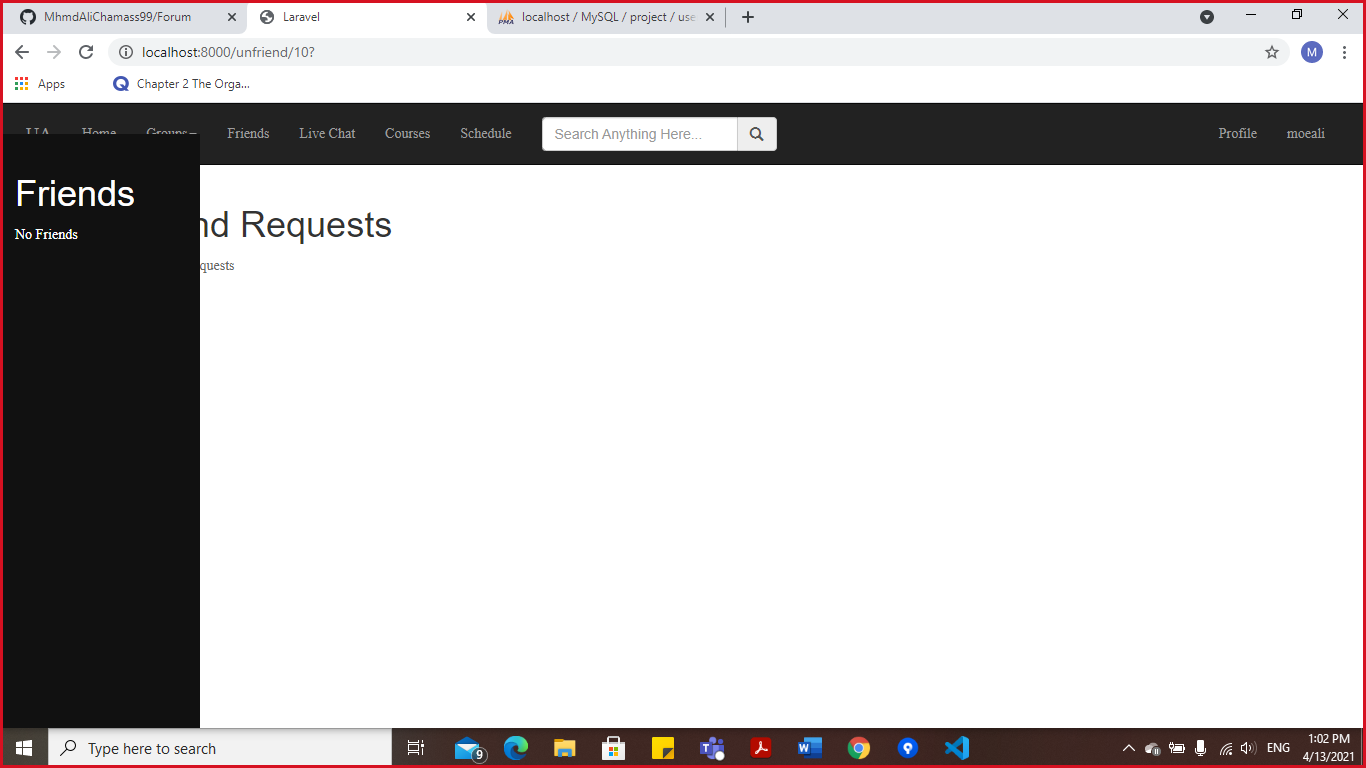 MhmdAliChamass99/Forum
Laravel
PMA localhost / MySQL / project / use
localhost:8000/unfriend/10?
M
Apps
Chapter 2 The Orga...
Home Friends Live Chat Courses Schedule Search Anything Here... Profile moeali
Friends
nd Requests
No Friends
quests
Type here to search
9
ENG
1:02 PM
4/13/2021